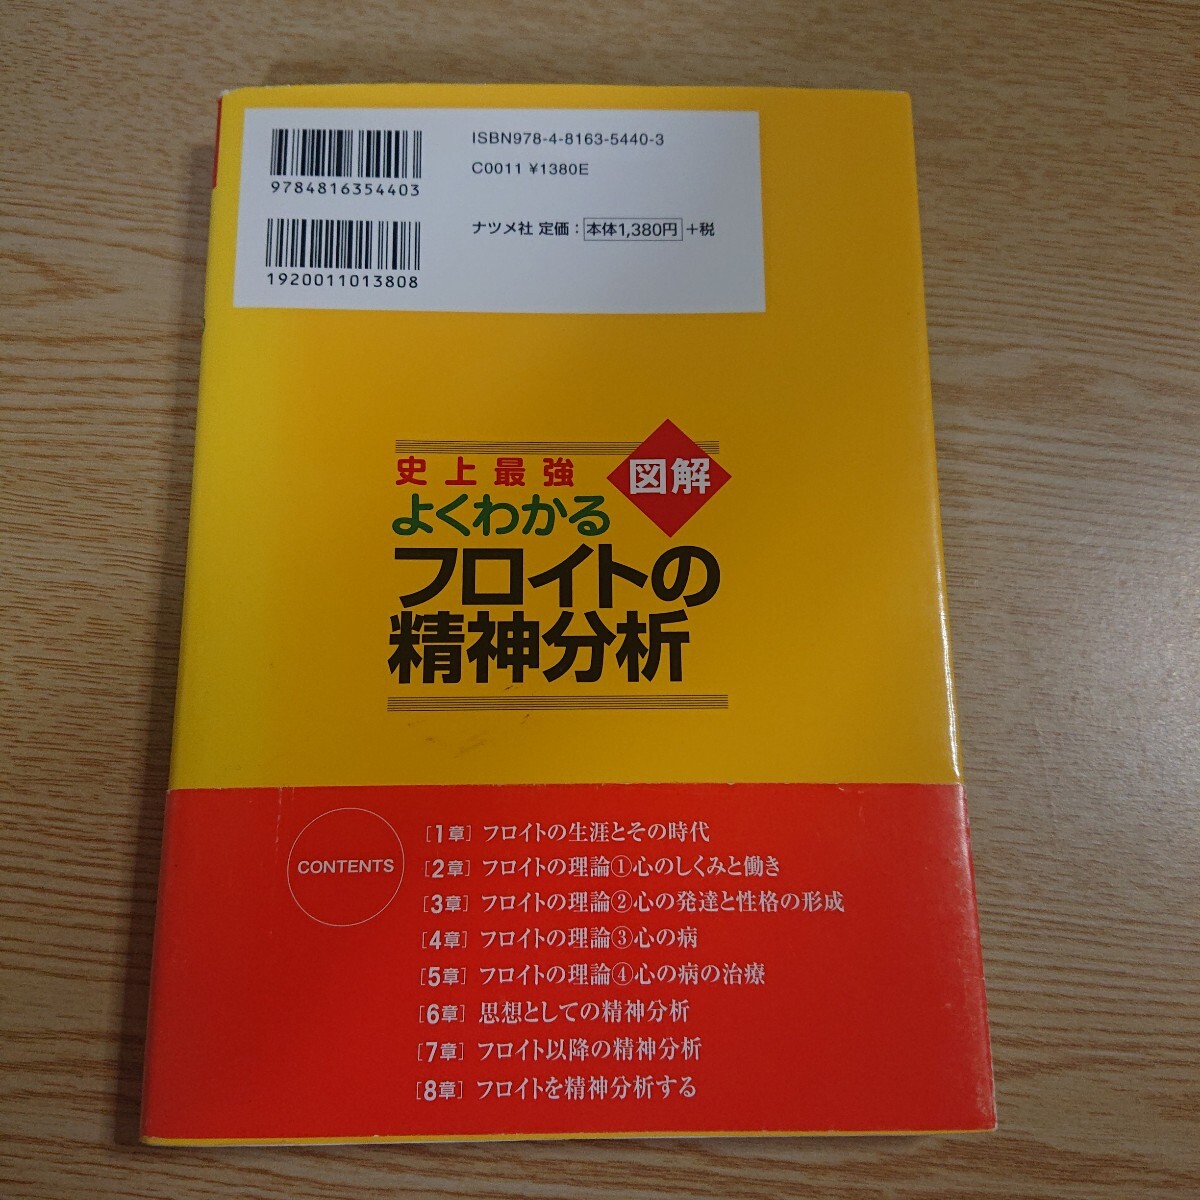 ISBN978-4-8163-5440-3
C0011 ¥1380E
9784816354403
ナツメ社 定価： 本体1,380円 +税
1920011013808
史上最強
図解
よくわかる
フロイトの
精神分析
CONTENTS
[1章] フロイトの生涯とその時代
[2章] フロイトの理論①心のしくみと働き
[3章] フロイトの理論②心の発達と性格の形成
[4章] フロイトの理論③心の病
[5章] フロイトの理論④心の病の治療
[6章] 思想としての精神分析
[7章] フロイト以降の精神分析
[8章] フロイトを精神分析する